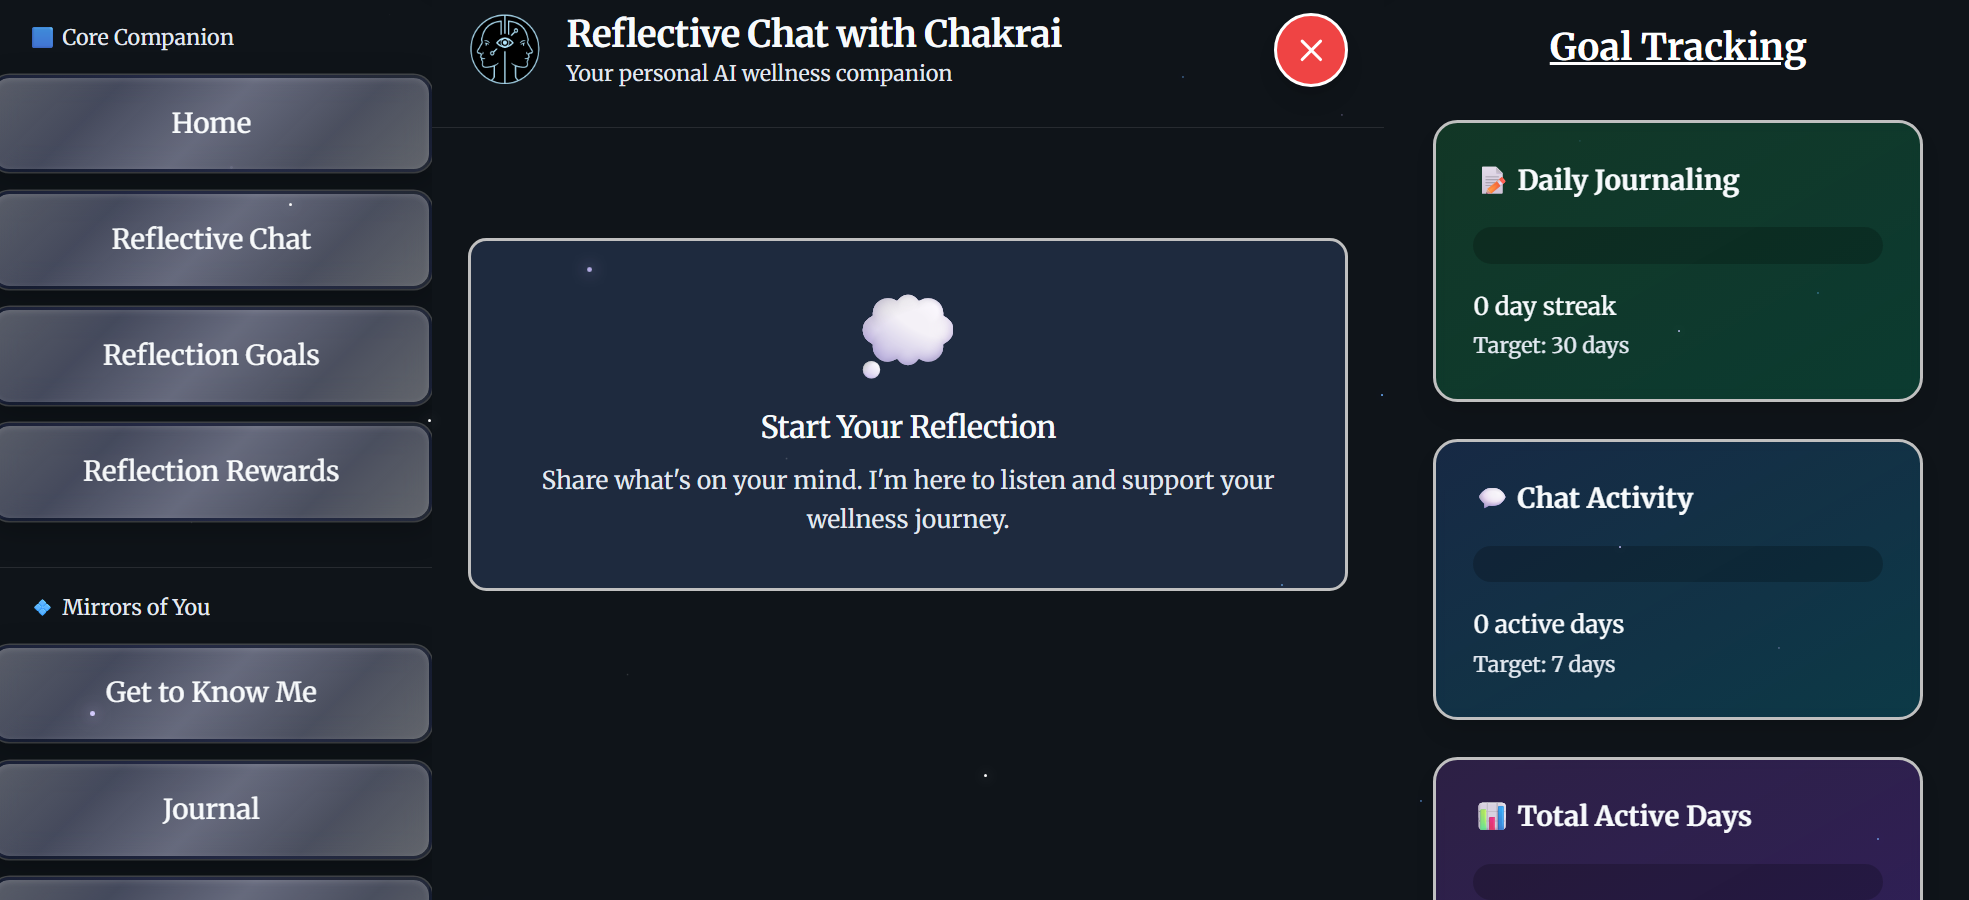 Core Companion
Home
Reflective Chat
Reflection Goals
Reflection Rewards
Mirrors of You
Get to Know Me
Journal
Reflective Chat with Chakrai
Your personal AI wellness companion
Start Your Reflection
Share what's on your mind. I'm here to listen and support your
wellness journey.
Goal Tracking
Daily Journaling
0 day streak
Target: 30 days
Chat Activity
0 active days
Target: 7 days
Total Active Days